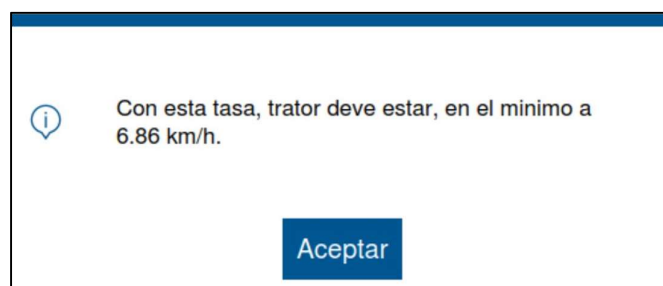 Con esta tasa, trator deve estar, en el minimo a
6.86 km/h.
Aceptar